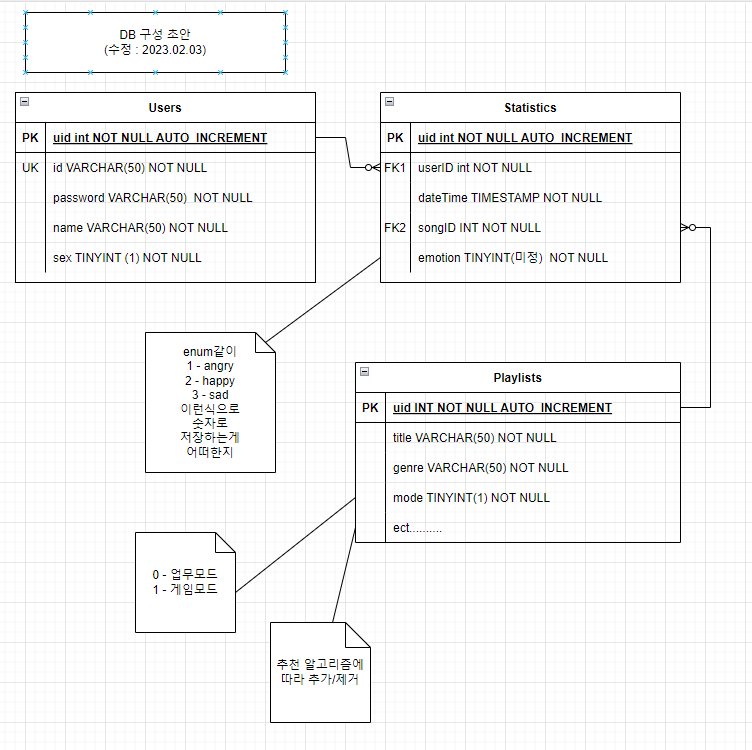 DB 구성 초안
(수정 : 2023.02.03)
Users
PK uid int NOT NULL AUTO_INCREMENT
UK id VARCHAR(50) NOT NULL
password VARCHAR(50) NOT NULL
name VARCHAR(50) NOT NULL
sex TINYINT (1) NOT NULL
Statistics
PK uid int NOT NULL AUTO_INCREMENT
FK1 userID int NOT NULL
dateTime TIMESTAMP NOT NULL
FK2 songID INT NOT NULL
emotion TINYINT(미정) NOT NULL
enum같이
1 - angry
2 - happy
3 - sad
이런식으로
숫자로
저장하는게
어떠한지
Playlists
PK uid INT NOT NULL AUTO_INCREMENT
title VARCHAR(50) NOT NULL
genre VARCHAR(50) NOT NULL
mode TINYINT(1) NOT NULL
ect..........
0 - 업무모드
1 - 게임모드
추천 알고리즘에
따라 추가/제거